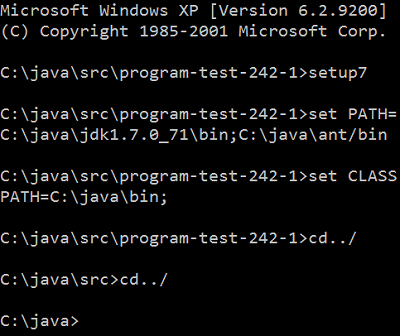 Microsoft Windows XP [Version 6.2.9200]
(C) Copyright 1985-2001 Microsoft Corp.
C:\java\src\program-test-242-1>setup7
C:\java\src\program-test-242-1>set PATH=
C:\java\jdk1.7.0_71\bin;C:\java\ant/bin
C:\java\src\program-test-242-1>set CLASS
PATH=C:\java\bin;
C:\java\src\program-test-242-1>cd../
C:\java\src>cd../
C:\java>